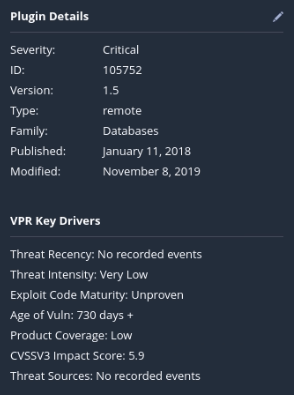 Plugin Details
Severity: Critical
ID: 105752
Version: 1.5
Type: remote
Family: Databases
Published: January 11, 2018
Modified: November 8, 2019
VPR Key Drivers
Threat Recency: No recorded events
Threat Intensity: Very Low
Exploit Code Maturity: Unproven
Age of Vuln: 730 days +
Product Coverage: Low
CVSSV3 Impact Score: 5.9
Threat Sources: No recorded events